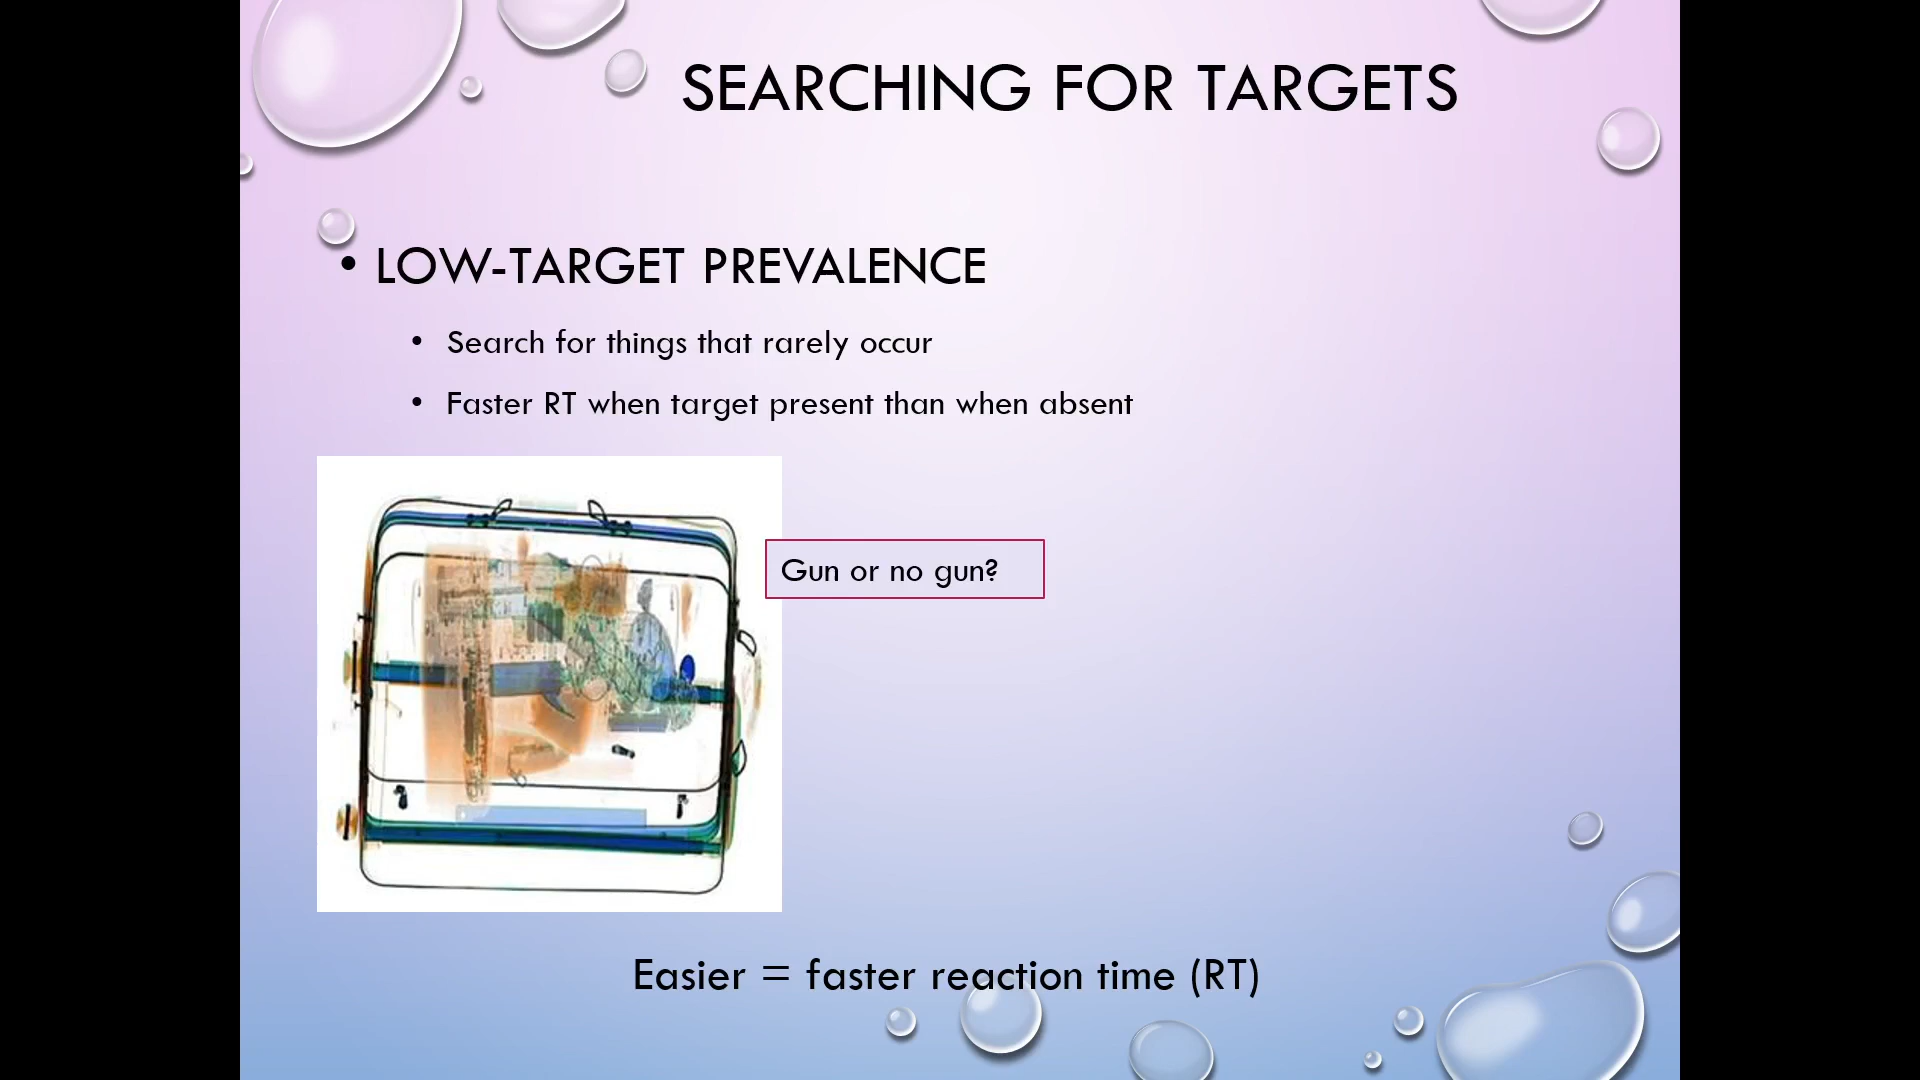 SEARCHING FOR TARGETS
• LOW-TARGET PREVALENCE
• Search for things that rarely occur
• Faster RT when target present than when absent
Gun or no gun?
Easier = faster reaction time (RT)